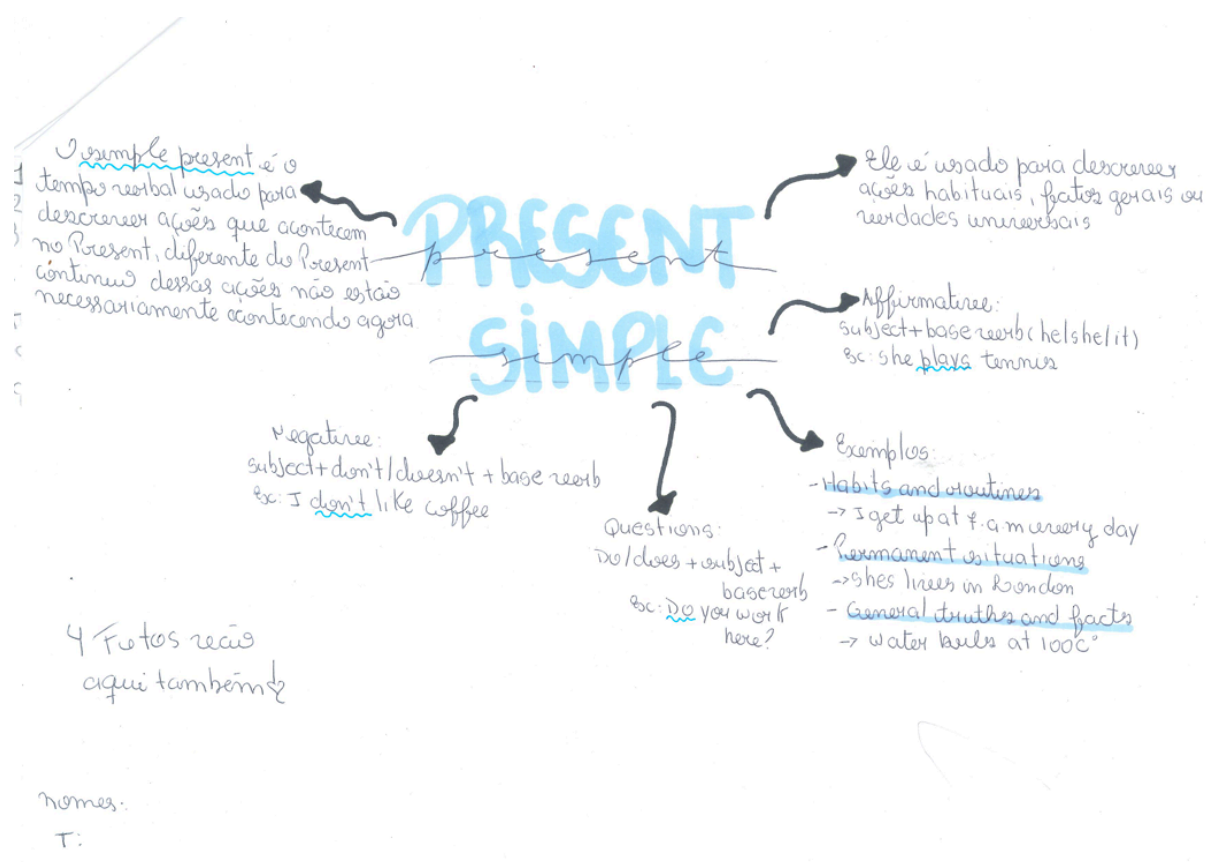 O simple present é o
tempo verbal usado para
descrever ações que acontecem
no Present, diferente do Present
continuo dessas ações não estão
necessariamente acontecendo agora
PRESENT
present
SIMPLE
simple
Ele é usado para descrever
ações habituais, fatos gerais ou
verdades universais
Affirmative:
subject+base verb(he/she/it)
Ex: she plays tennis
Negative:
subject+don't/doesn't + base verb
Ex: I don't like coffee
Questions:
Do/does + subject +
base verb
Ex: Do you work
here?
Exemplos:
- Habits and routines
-> I get up at 7.a.m every day
- Permanent situations
-> shes lives in London
- General truths and facts
-> water boils at 100C°
4 Fotos vão
aqui também
nomes:
T: